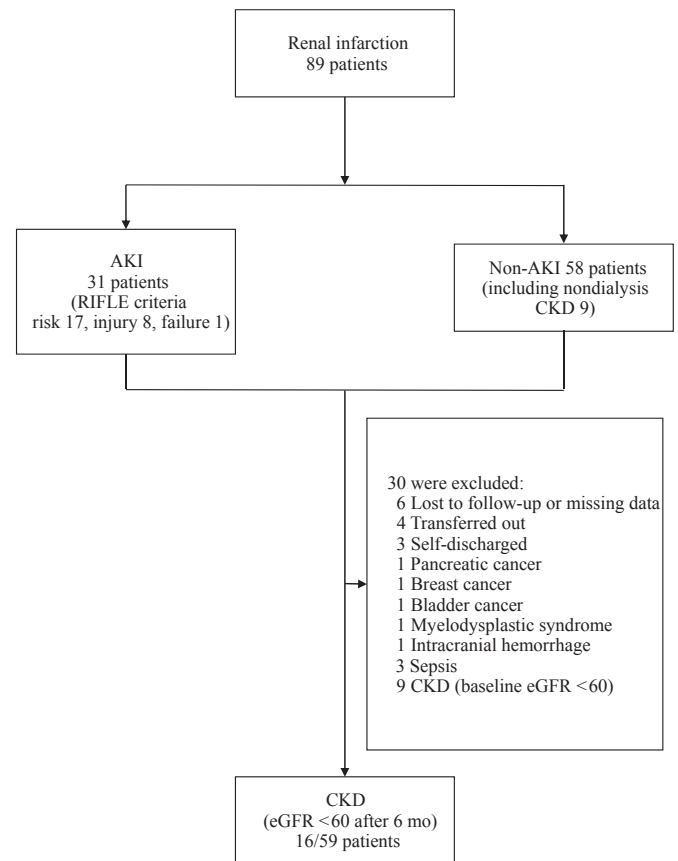 Renal infarction
89 patients
AKI
31 patients
(RIFLE criteria
risk 17, injury 8, failure 1)
Non-AKI 58 patients
(including nondialysis
CKD 9)
30 were excluded:
6 Lost to follow-up or missing data
4 Transferred out
3 Self-discharged
1 Pancreatic cancer
1 Breast cancer
1 Bladder cancer
1 Myelodysplastic syndrome
1 Intracranial hemorrhage
3 Sepsis
9 CKD (baseline eGFR <60)
CKD
(eGFR <60 after 6 mo)
16/59 patients